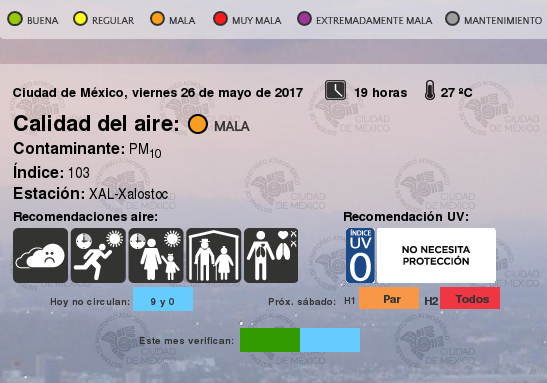 BUENA REGULAR MALA MUY MALA EXTREMADAMENTE MALA MANTENIMIENTO
Ciudad de México, viernes 26 de mayo de 2017 19 horas 27 ºC
Calidad del aire: MALA
Contaminante: PM10
Índice: 103
Estación: XAL-Xalostoc
Recomendaciones aire: Recomendación UV:
ÍNDICE
UV
0
NO NECESITA
PROTECCIÓN
Hoy no circulan: 9 y 0 Próx. sábado: H1 Par H2 Todos
Este mes verifican: